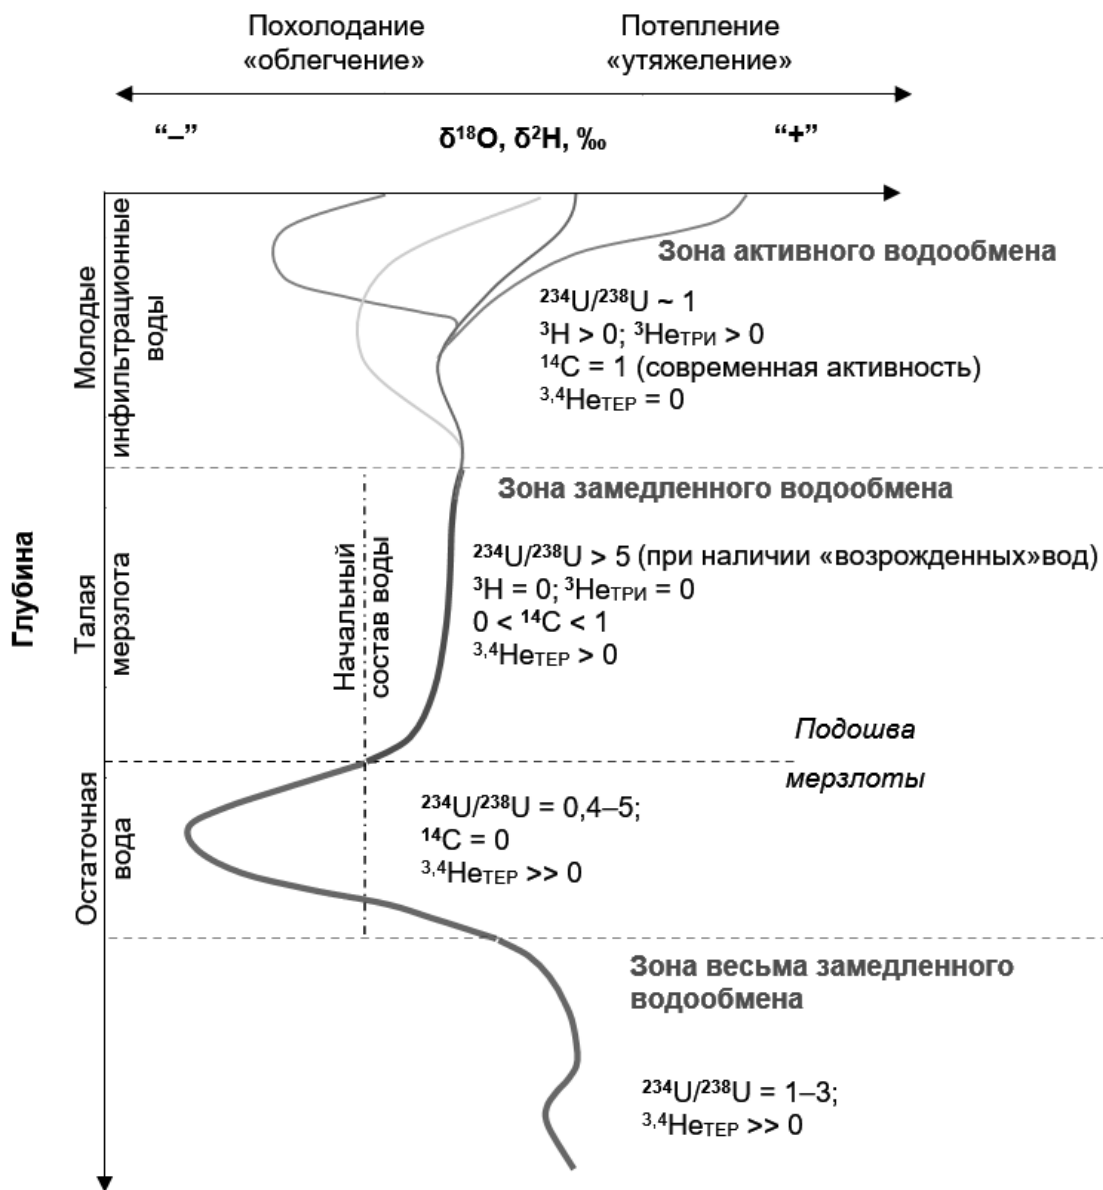 Похолодание
«облегчение»
Потепление
«утяжеление»
“–”
δ¹⁸O, δ²H, ‰
“+”
Глубина
Молодые
инфильтрационные
воды
Зона активного водообмена
²³⁴U/²³⁸U ~ 1
³H > 0; ³HeТРИ > 0
¹⁴C = 1 (современная активность)
³,⁴HeТЕР = 0
Талая
мерзлота
Начальный
состав воды
Зона замедленного водообмена
²³⁴U/²³⁸U > 5 (при наличии «возрожденных»вод)
³H = 0; ³HeТРИ = 0
0 < ¹⁴C < 1
³,⁴HeТЕР > 0
Подошва
мерзлоты
Остаточная
вода
²³⁴U/²³⁸U = 0,4–5;
¹⁴C = 0
³,⁴HeТЕР >> 0
Зона весьма замедленного
водообмена
²³⁴U/²³⁸U = 1–3;
³,⁴HeТЕР >> 0